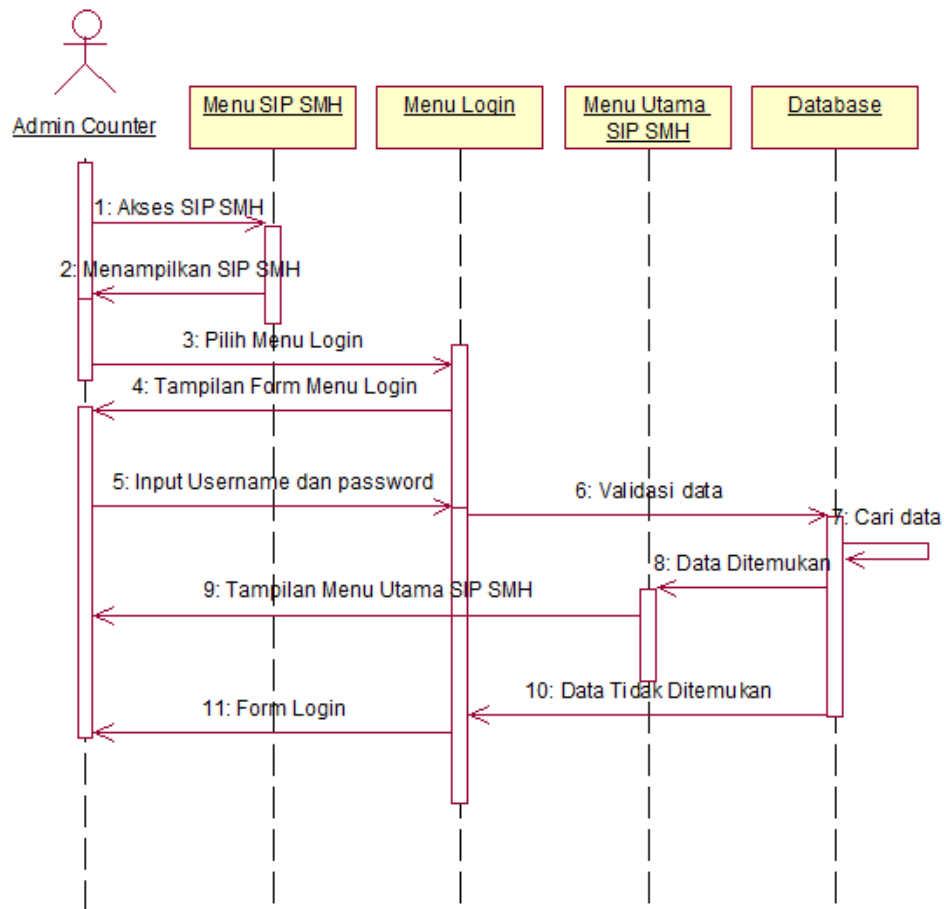 Admin Counter
Menu SIP SMH
Menu Login
Menu Utama
SIP SMH
Database
1: Akses SIP SMH
2: Menampilkan SIP SMH
3: Pilih Menu Login
4: Tampilan Form Menu Login
5: Input Username dan password
6: Validasi data
7: Cari data
8: Data Ditemukan
9: Tampilan Menu Utama SIP SMH
10: Data Tidak Ditemukan
11: Form Login